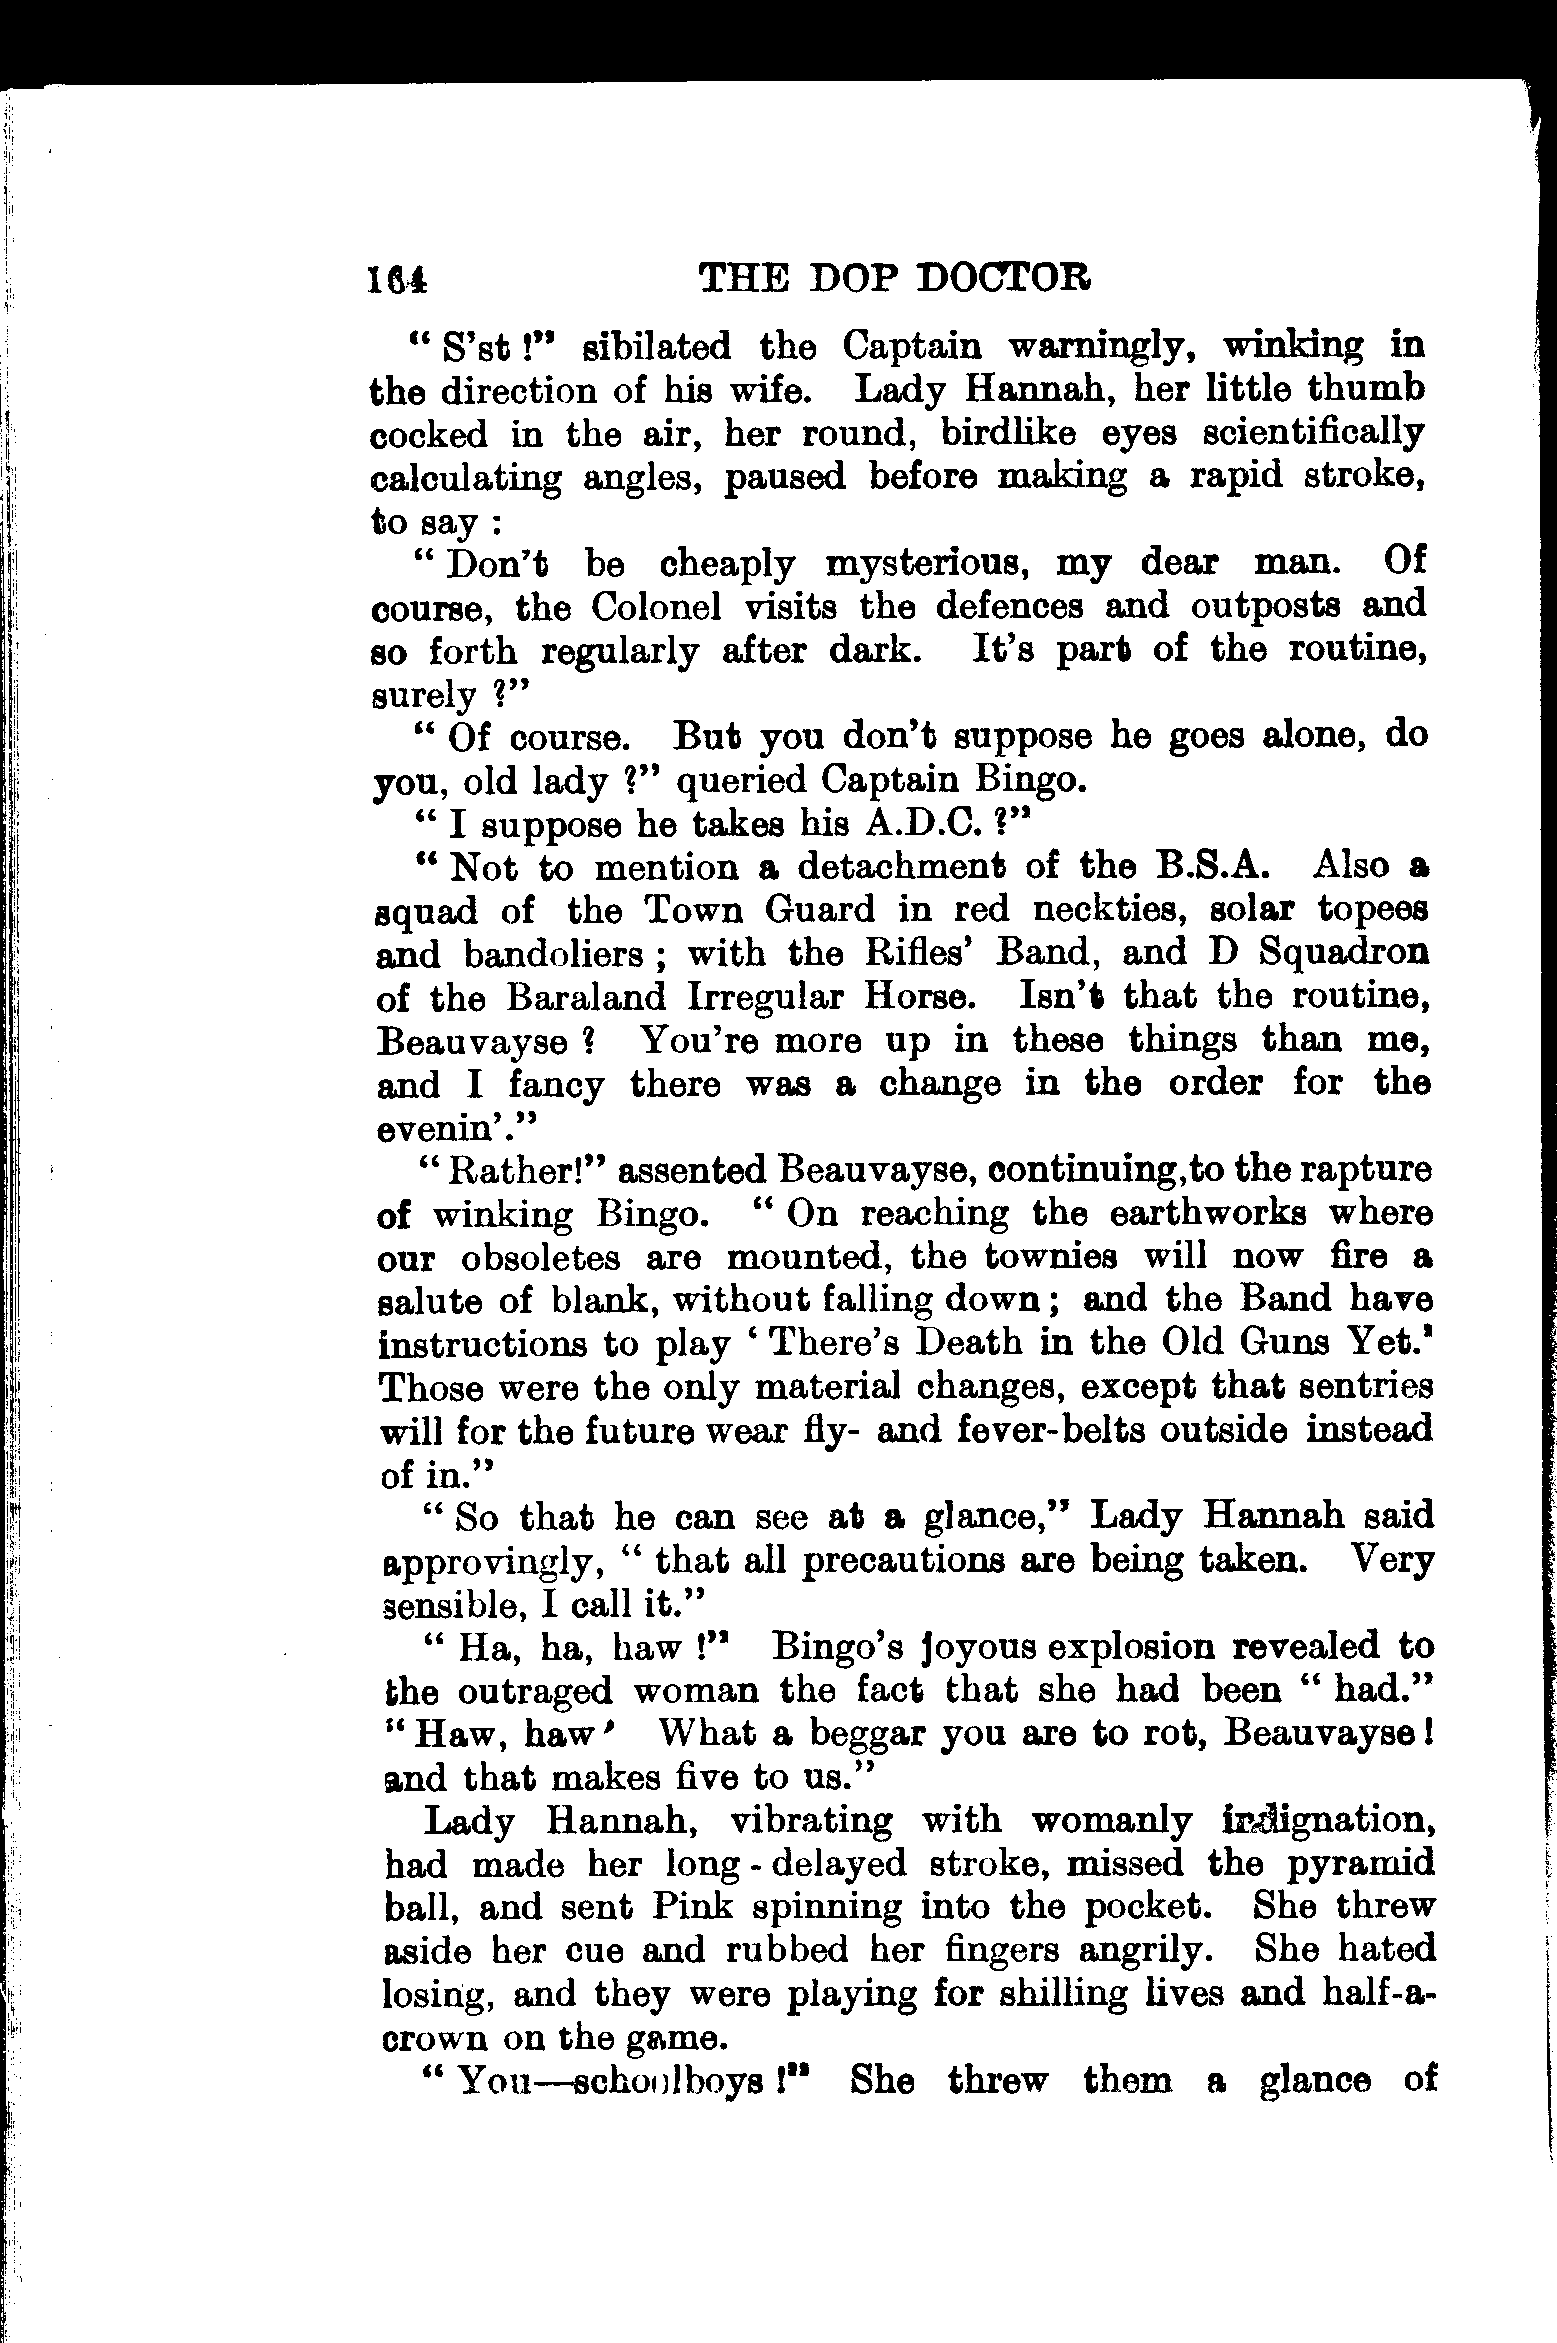 164 THE DOP DOCTOR
" S'st !" sibilated the Captain warningly, winking in
the direction of his wife. Lady Hannah, her little thumb
cocked in the air, her round, birdlike eyes scientifically
calculating angles, paused before making a rapid stroke,
to say :
" Don't be cheaply mysterious, my dear man. Of
course, the Colonel visits the defences and outposts and
so forth regularly after dark. It's part of the routine,
surely ?"
" Of course. But you don't suppose he goes alone, do
you, old lady ?" queried Captain Bingo.
" I suppose he takes his A.D.C. ?"
" Not to mention a detachment of the B.S.A. Also a
squad of the Town Guard in red neckties, solar topees
and bandoliers ; with the Rifles' Band, and D Squadron
of the Baraland Irregular Horse. Isn't that the routine,
Beauvayse ? You're more up in these things than me,
and I fancy there was a change in the order for the
evenin'."
" Rather!" assented Beauvayse, continuing, to the rapture
of winking Bingo. " On reaching the earthworks where
our obsoletes are mounted, the townies will now fire a
salute of blank, without falling down ; and the Band have
instructions to play ' There's Death in the Old Guns Yet.'
Those were the only material changes, except that sentries
will for the future wear fly- and fever-belts outside instead
of in."
" So that he can see at a glance," Lady Hannah said
approvingly, " that all precautions are being taken. Very
sensible, I call it."
" Ha, ha, haw !" Bingo's joyous explosion revealed to
the outraged woman the fact that she had been " had."
" Haw, haw' What a beggar you are to rot, Beauvayse !
and that makes five to us."
Lady Hannah, vibrating with womanly indignation,
had made her long - delayed stroke, missed the pyramid
ball, and sent Pink spinning into the pocket. She threw
aside her cue and rubbed her fingers angrily. She hated
losing, and they were playing for shilling lives and half-a-
crown on the game.
" You—schoolboys !" She threw them a glance of